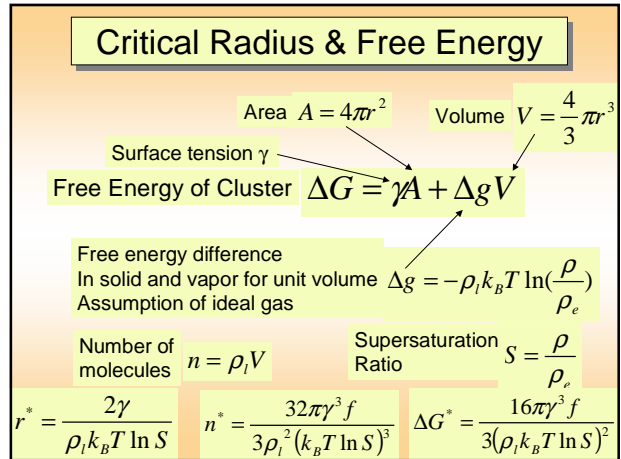 Critical Radius & Free Energy
Area A = 4πr²
Volume V = 4/3 πr³
Surface tension γ
Free Energy of Cluster ΔG = γA + ΔgV
Free energy difference
In solid and vapor for unit volume
Assumption of ideal gas
Δg = −ρ_l k_B T ln(ρ/ρ_e)
Number of
molecules
n = ρ_l V
Supersaturation
Ratio
S = ρ/ρ_e
r* = 2γ / (ρ_l k_B T ln S)
n* = 32πγ³f / (3ρ_l² (k_B T ln S)³)
ΔG* = 16πγ³f / (3(ρ_l k_B T ln S)²)